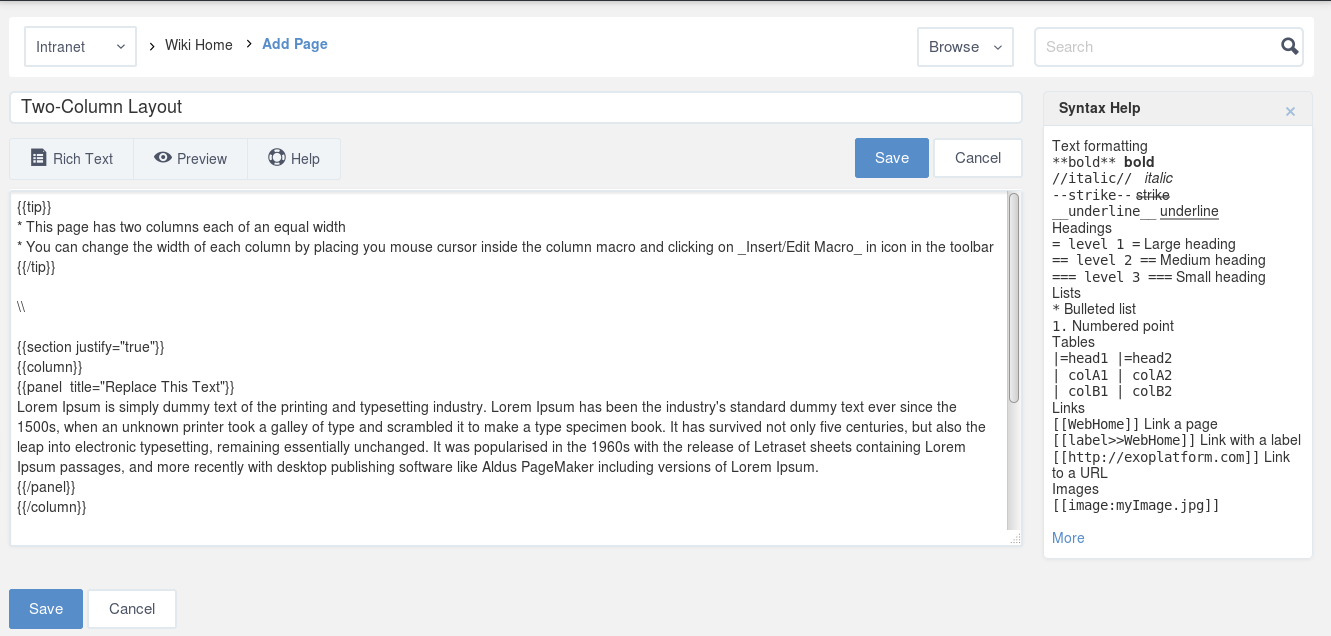 Intranet › Wiki Home › Add Page Browse Search
Two-Column Layout
Rich Text Preview Help Save Cancel
{{tip}}
* This page has two columns each of an equal width
* You can change the width of each column by placing you mouse cursor inside the column macro and clicking on _Insert/Edit Macro_ in icon in the toolbar
{{/tip}}
\\
{{section justify="true"}}
{{column}}
{{panel  title="Replace This Text"}}
Lorem Ipsum is simply dummy text of the printing and typesetting industry. Lorem Ipsum has been the industry's standard dummy text ever since the
1500s, when an unknown printer took a galley of type and scrambled it to make a type specimen book. It has survived not only five centuries, but also the
leap into electronic typesetting, remaining essentially unchanged. It was popularised in the 1960s with the release of Letraset sheets containing Lorem
Ipsum passages, and more recently with desktop publishing software like Aldus PageMaker including versions of Lorem Ipsum.
{{/panel}}
{{/column}}
Save Cancel
Syntax Help ×
Text formatting
**bold** bold
//italic// italic
--strike-- strike
__underline__ underline
Headings
= level 1 = Large heading
== level 2 == Medium heading
=== level 3 === Small heading
Lists
* Bulleted list
1. Numbered point
Tables
|=head1 |=head2
| colA1 | colA2
| colB1 | colB2
Links
[[WebHome]] Link a page
[[label>>WebHome]] Link with a label
[[http://exoplatform.com]] Link
to a URL
Images
[[image:myImage.jpg]]
More